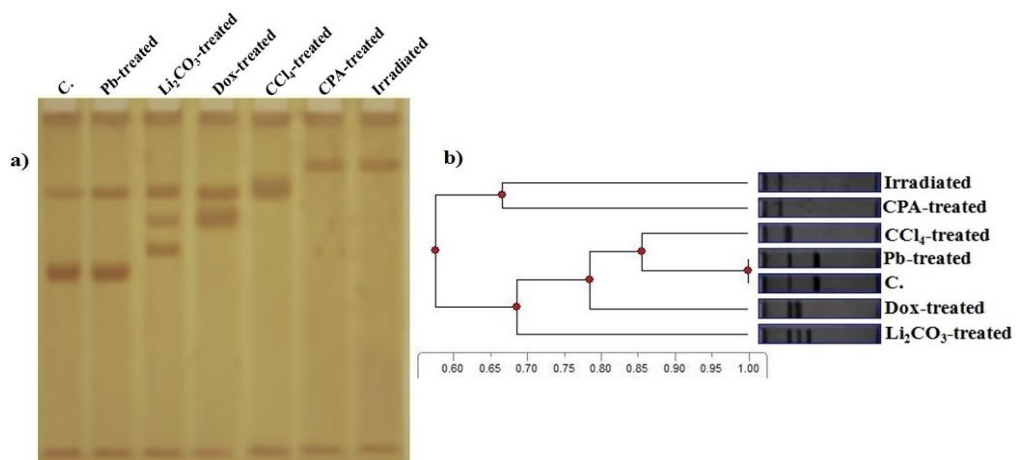 a)
C.
Pb-treated
Li₂CO₃-treated
Dox-treated
CCl₄-treated
CPA-treated
Irradiated
b)
Irradiated
CPA-treated
CCl₄-treated
Pb-treated
C.
Dox-treated
Li₂CO₃-treated
0.60 0.65 0.70 0.75 0.80 0.85 0.90 0.95 1.00